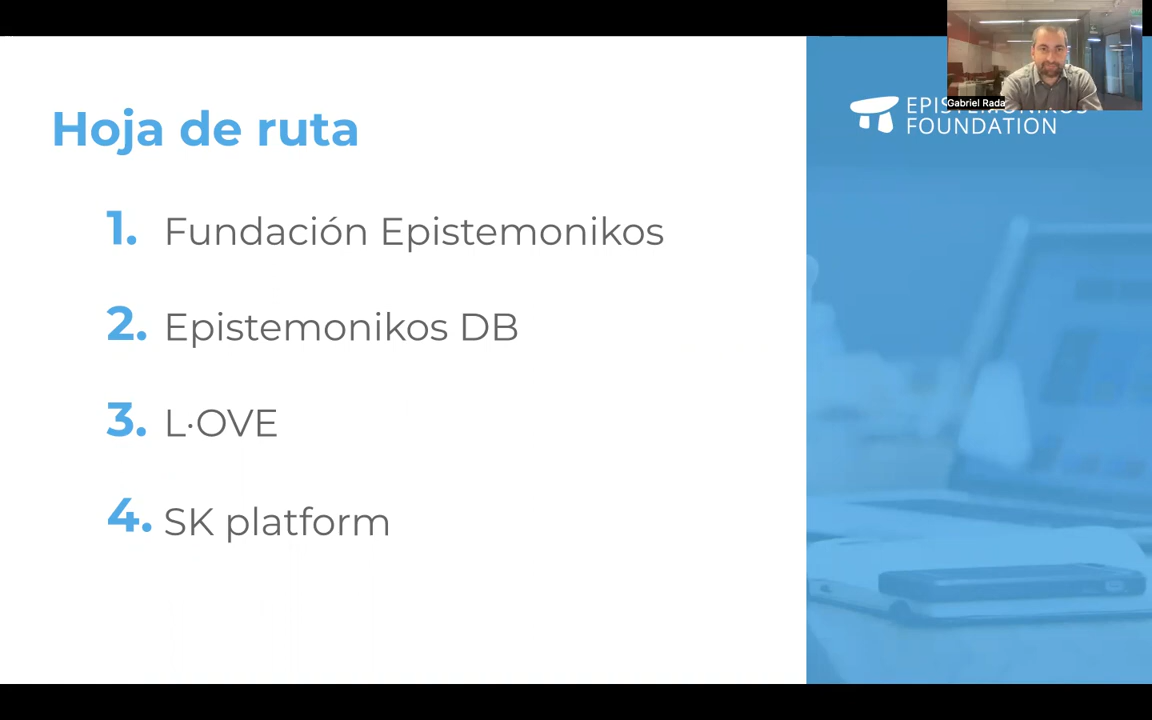 Hoja de ruta
1. Fundación Epistemonikos
2. Epistemonikos DB
3. L·OVE
4. SK platform
Gabriel Rada
FOUNDATION